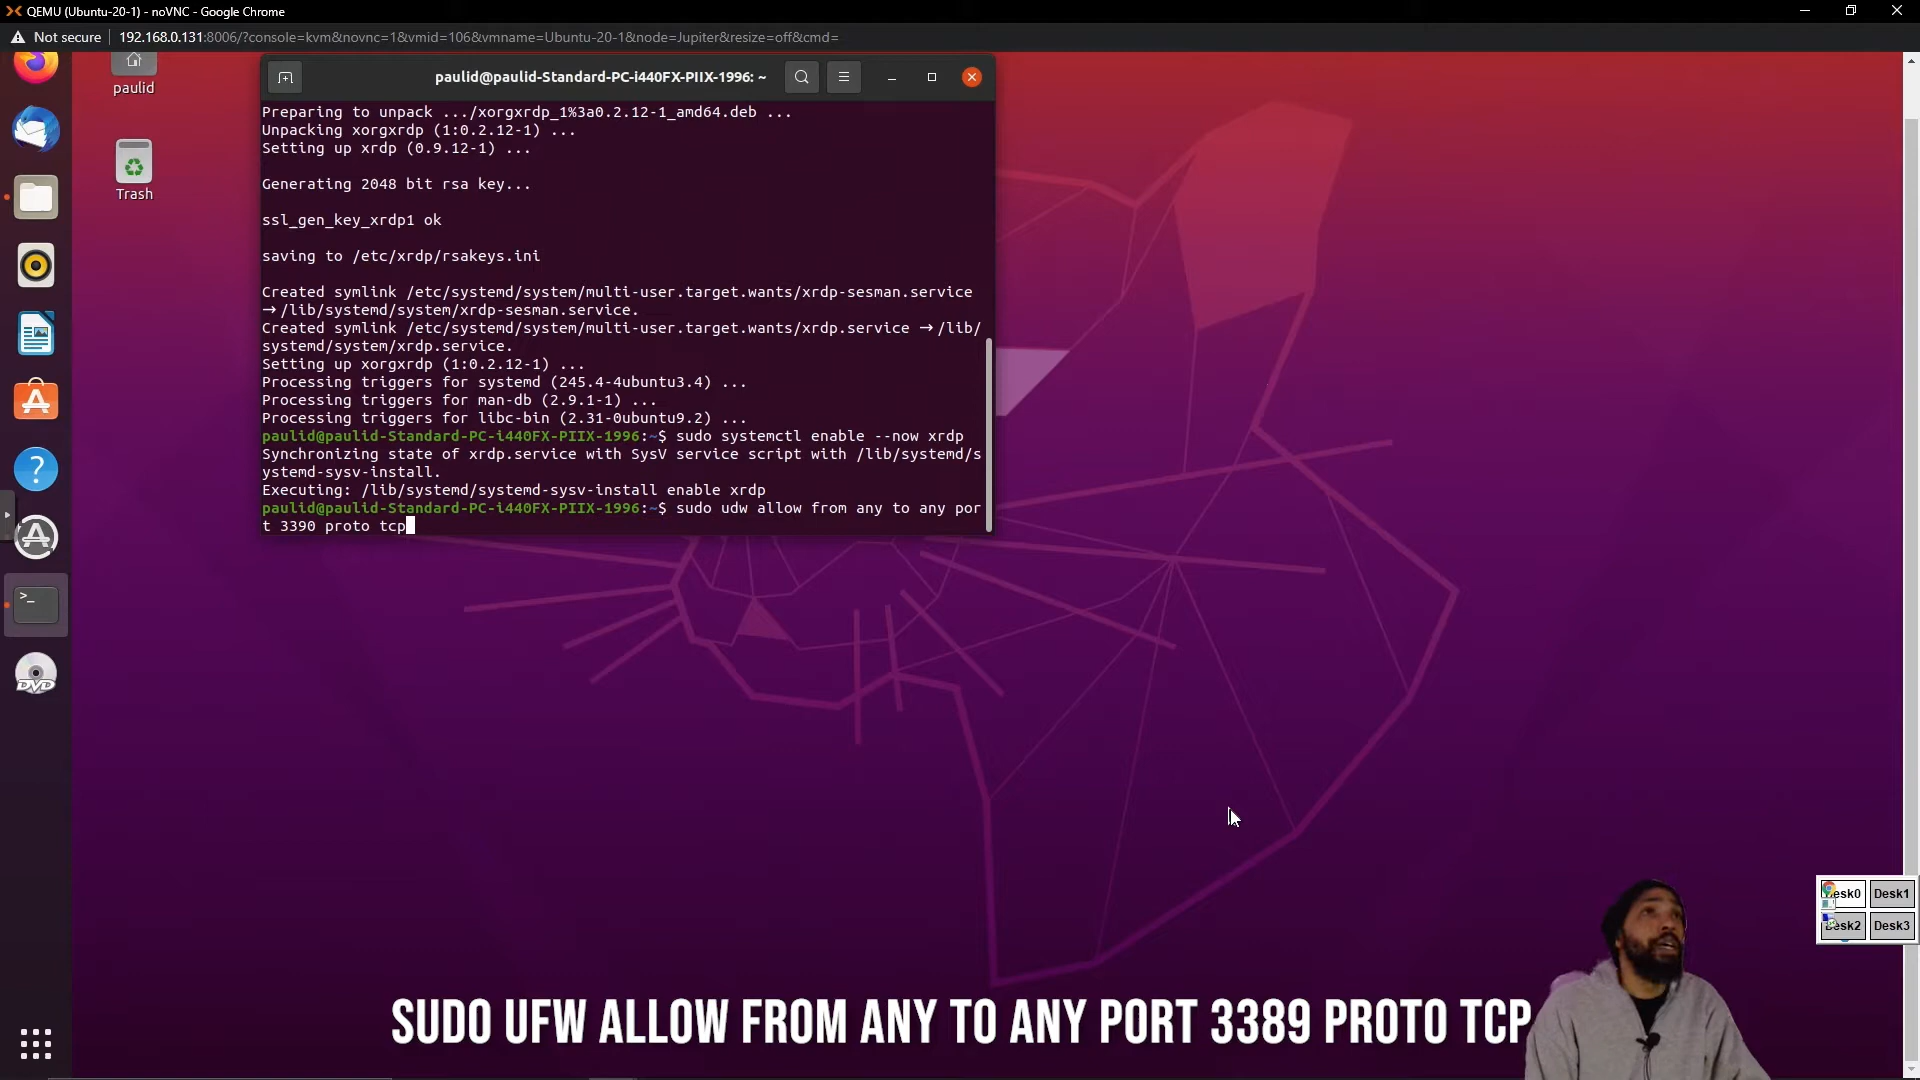 QEMU (Ubuntu-20-1) - noVNC - Google Chrome
Not secure
192.168.0.131:8006/?console=kvm&novnc=1&vmid=106&vmname=Ubuntu-20-1&node=Jupiter&resize=off&cmd=
paulid
Trash
paulid@paulid-Standard-PC-i440FX-PIIX-1996: ~
Preparing to unpack .../xorgxrdp_1%3a0.2.12-1_amd64.deb ...
Unpacking xorgxrdp (1:0.2.12-1) ...
Setting up xrdp (0.9.12-1) ...
Generating 2048 bit rsa key...
ssl_gen_key_xrdp1 ok
saving to /etc/xrdp/rsakeys.ini
Created symlink /etc/systemd/system/multi-user.target.wants/xrdp-sesman.service
→ /lib/systemd/system/xrdp-sesman.service.
Created symlink /etc/systemd/system/multi-user.target.wants/xrdp.service → /lib/
systemd/system/xrdp.service.
Setting up xorgxrdp (1:0.2.12-1) ...
Processing triggers for systemd (245.4-4ubuntu3.4) ...
Processing triggers for man-db (2.9.1-1) ...
Processing triggers for libc-bin (2.31-0ubuntu9.2) ...
paulid@paulid-Standard-PC-i440FX-PIIX-1996:~$ sudo systemctl enable --now xrdp
Synchronizing state of xrdp.service with SysV service script with /lib/systemd/s
ystemd-sysv-install.
Executing: /lib/systemd/systemd-sysv-install enable xrdp
paulid@paulid-Standard-PC-i440FX-PIIX-1996:~$ sudo udw allow from any to any por
t 3390 proto tcp
>_
DVD
esk0 Desk1
esk2 Desk3
SUDO UFW ALLOW FROM ANY TO ANY PORT 3389 PROTO TCP